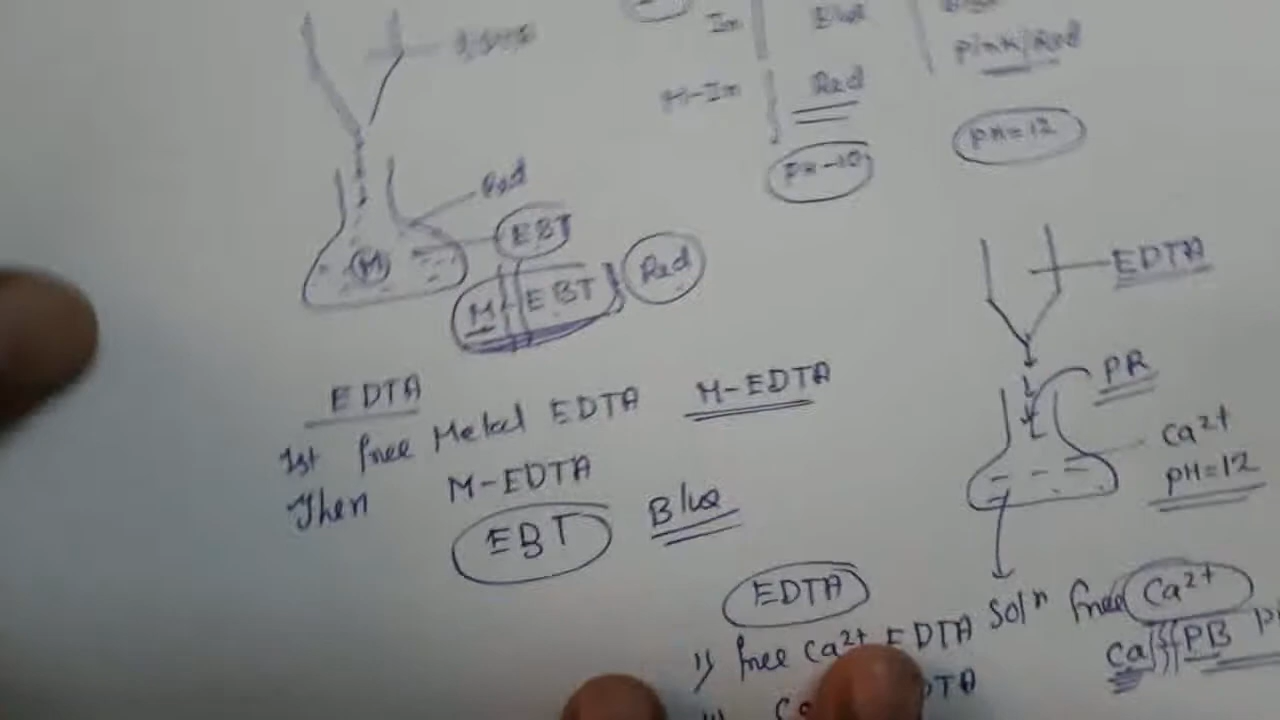 EDTA
In Blue
pink/Red
M-In Red
pH-10
pH=12
Red
EBT
M
M-EBT Red
EDTA
PR
Ca2+
pH=12
EDTA
1st free Metal EDTA M-EDTA
Then M-EDTA
EBT Blue
EDTA
Soln free Ca2+
1) free Ca2+ EDTA
Ca PB